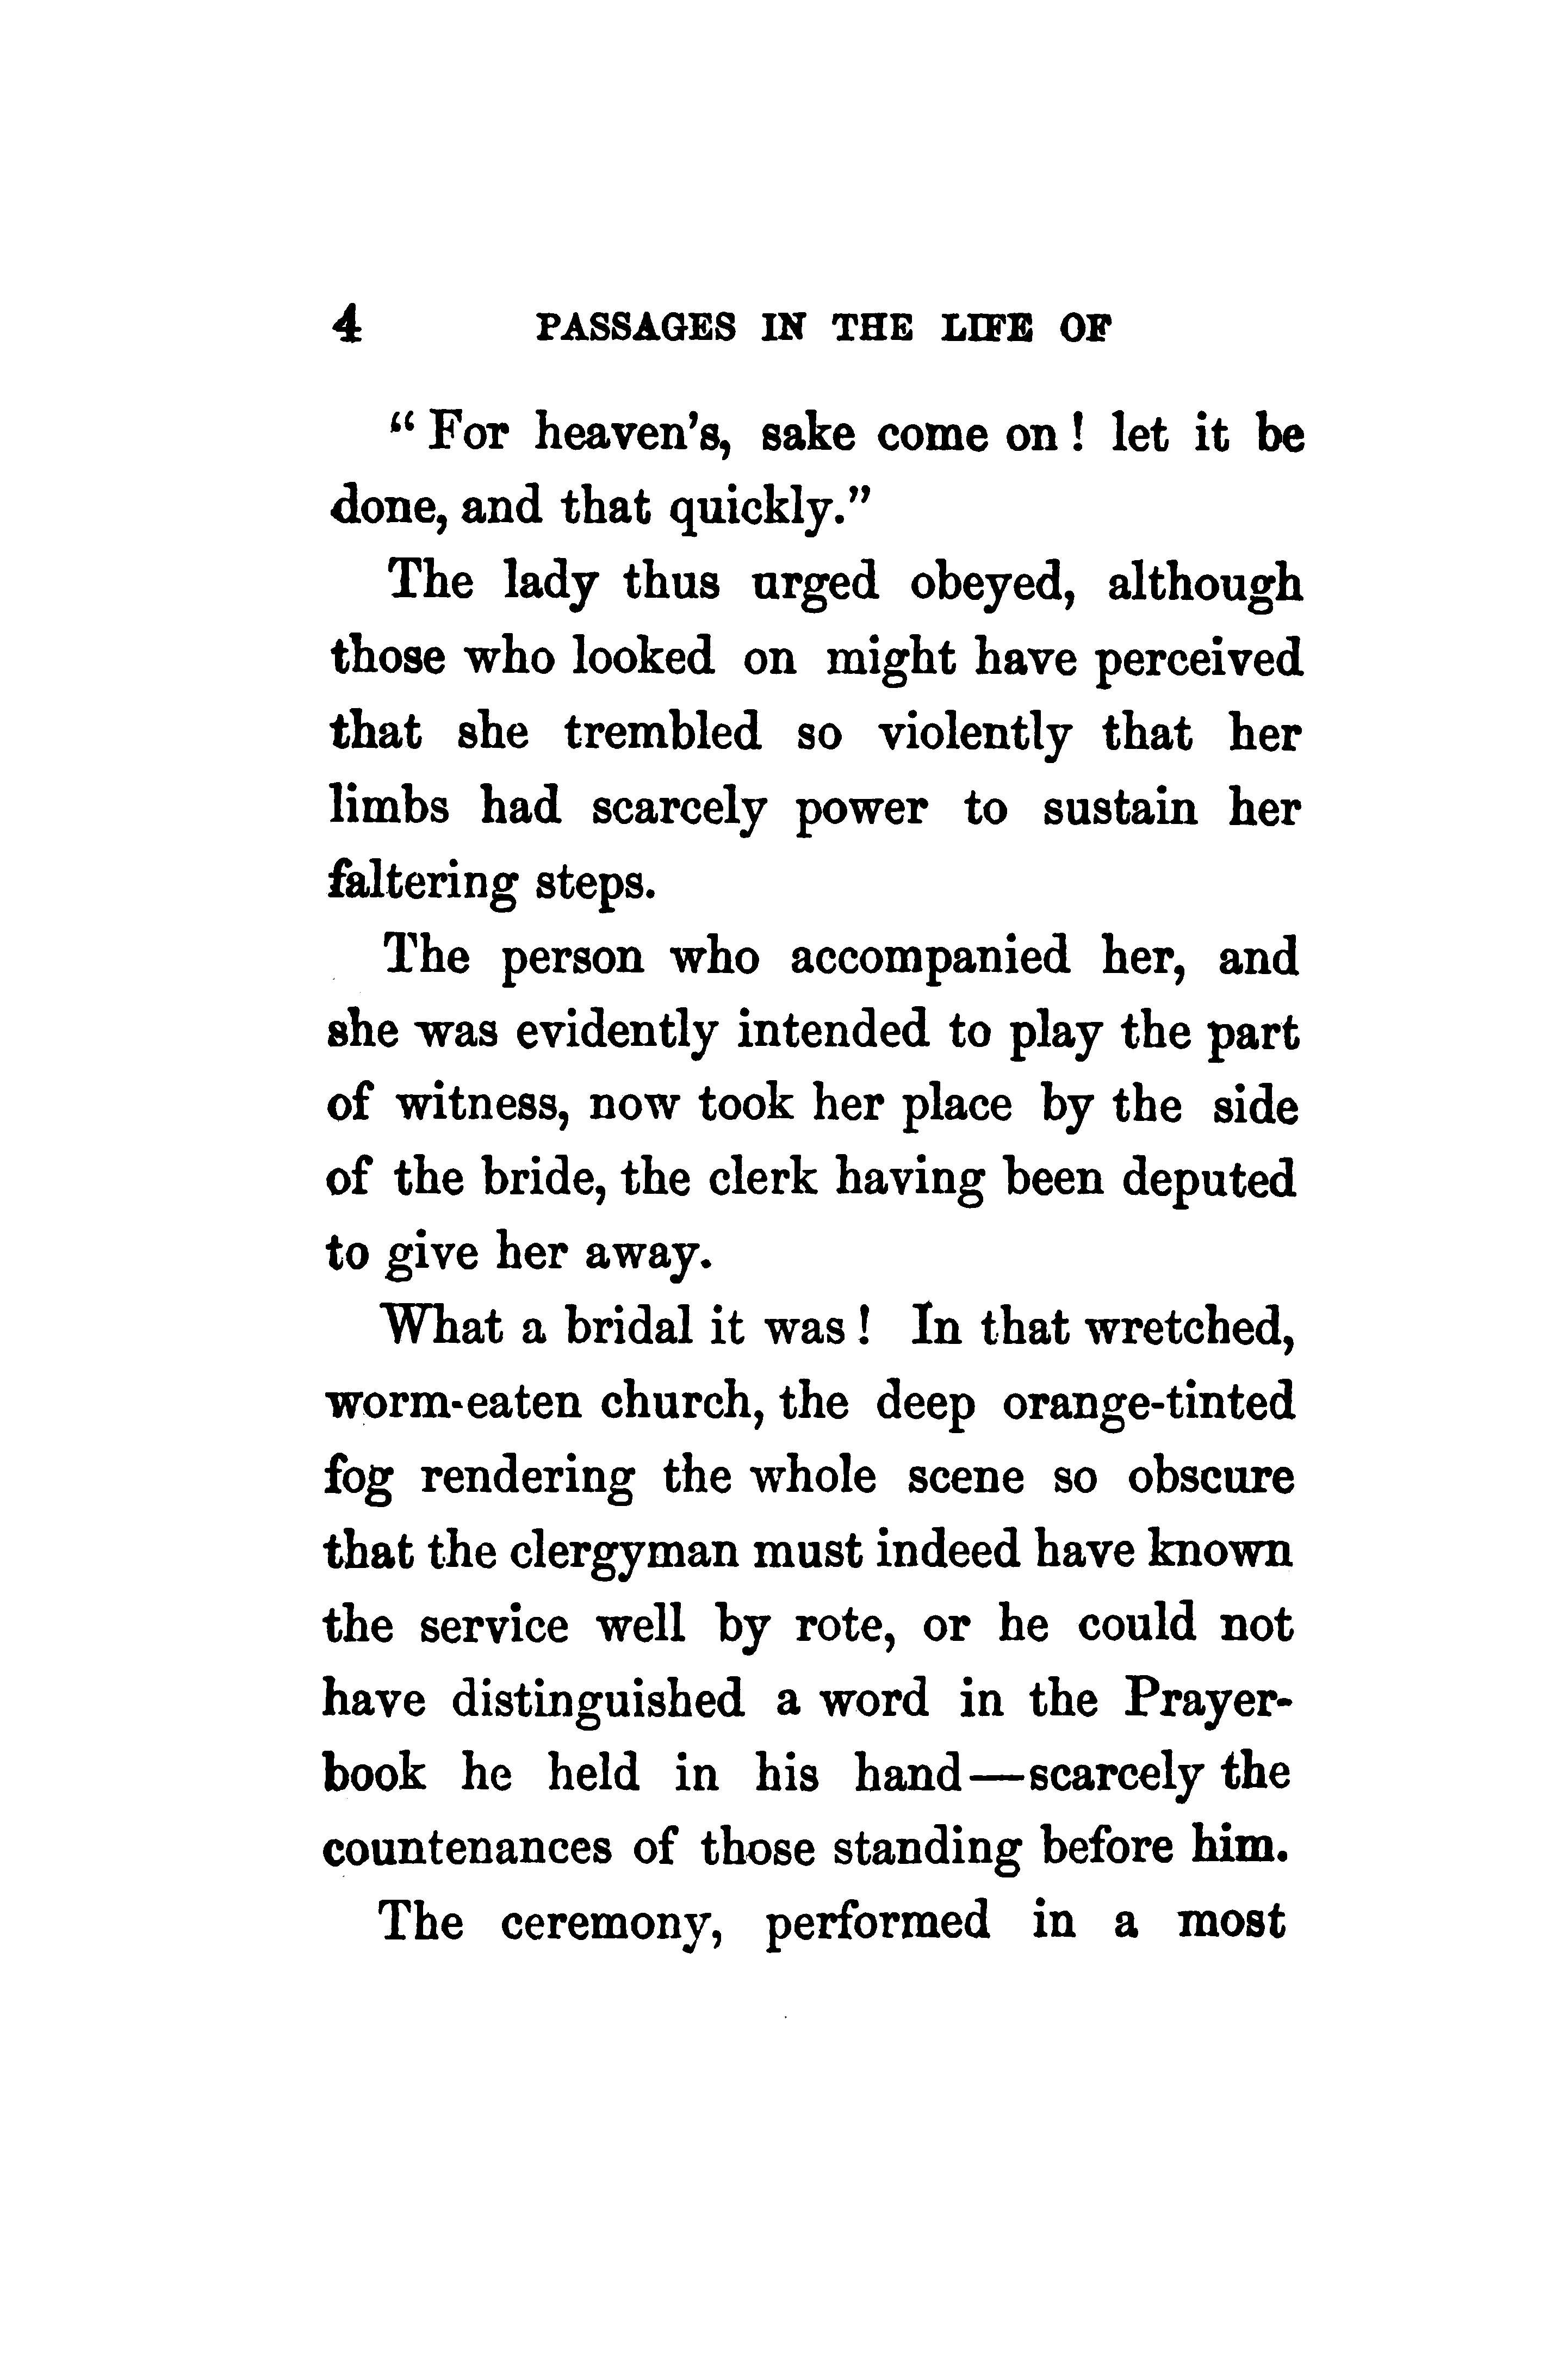 4 PASSAGES IN THE LIFE OF
“For heaven’s, sake come on! let it be
done, and that quickly.”
The lady thus urged obeyed, although
those who looked on might have perceived
that she trembled so violently that her
limbs had scarcely power to sustain her
faltering steps.
The person who accompanied her, and
she was evidently intended to play the part
of witness, now took her place by the side
of the bride, the clerk having been deputed
to give her away.
What a bridal it was! In that wretched,
worm-eaten church, the deep orange-tinted
fog rendering the whole scene so obscure
that the clergyman must indeed have known
the service well by rote, or he could not
have distinguished a word in the Prayer-
book he held in his hand—scarcely the
countenances of those standing before him.
The ceremony, performed in a most